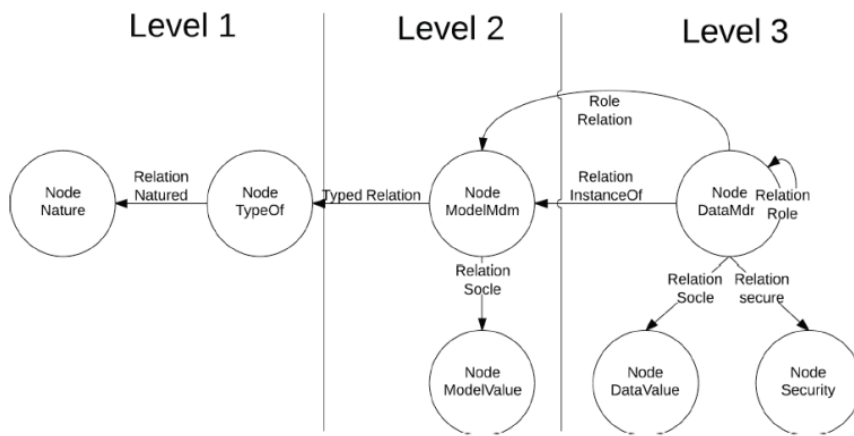 Level 1
Level 2
Level 3
Role
Relation
Node
Nature
Relation
Natured
Node
TypeOf
Typed Relation
Node
ModelMdm
Relation
InstanceOf
Node
DataMdr
Relation
Role
Relation
Socle
Relation
Socle
Relation
secure
Node
ModelValue
Node
DataValue
Node
Security